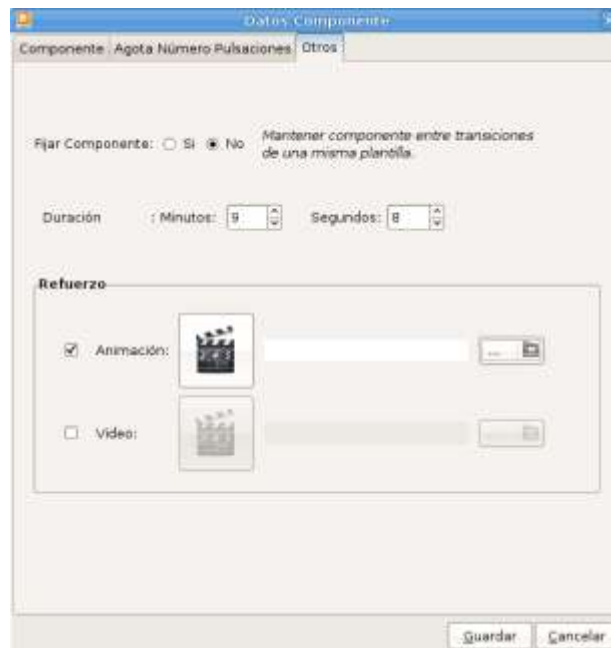 Datos Componente
Componente Agota Número Pulsaciones Otros
Fijar Componente: Si No Mantener componente entre transiciones
de una misma plantilla.
Duración : Minutos: 9 Segundos: 8
Refuerzo
Animación: ...
Video: ...
Guardar Cancelar